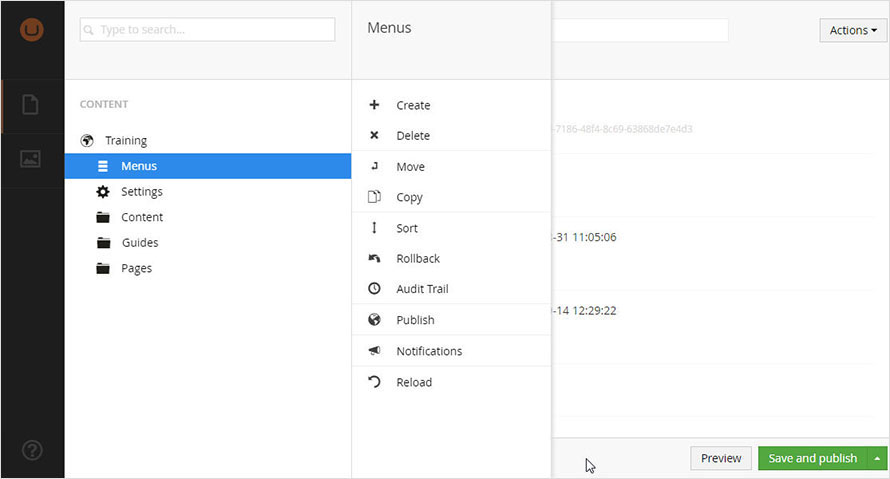 Type to search...
Menus
Actions
CONTENT
Training
Menus
Settings
Content
Guides
Pages
Create
Delete
Move
Copy
Sort
Rollback
Audit Trail
Publish
Notifications
Reload
-7186-48f4-8c69-63868de7e4d3
-31 11:05:06
-14 12:29:22
Preview
Save and publish